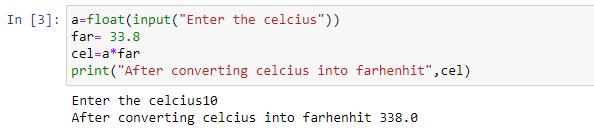 In [3]: a=float(input("Enter the celcius"))
far= 33.8
cel=a*far
print("After converting celcius into farhenhit",cel)
Enter the celcius10
After converting celcius into farhenhit 338.0